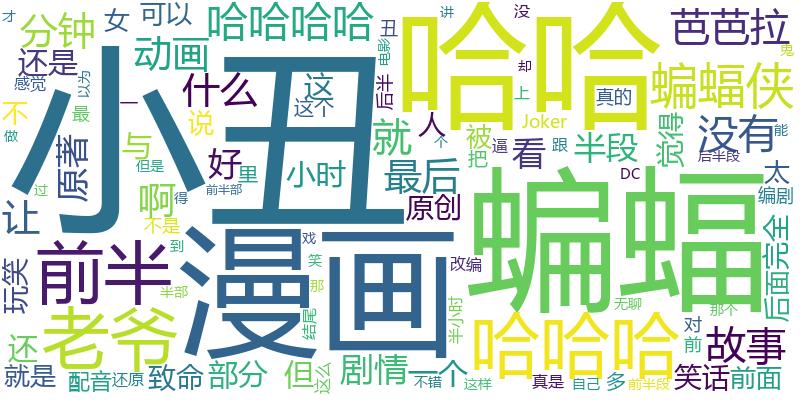 才
女
可以
哈哈哈哈
讲
没
丑
哈哈
芭芭拉
分钟
鬼
还是
动画
电影
却
上
感觉
以为
什么
这
后半
蝙蝠侠
小丑
这个
真的
不
最
一
做
与
说
就
人
个
Joker
没有
能
原著
但是
被
把
逼
跟
半段
觉得
后半段
好
里
小时
看
DC
太
编剧
过
前半部
得
啊
最后
让
不是
原创
蝙蝠
后面完全
前半
漫画
到
戏
笑
那
改编
玩笑
半部
结尾
半小时
无聊
那个
老爷
哈哈哈
对
故事
还
前
就是
配音
还原
致命
部分
但
这么
剧情
不错
一个
这样
真是
自己
多
前半段
笑话
前面